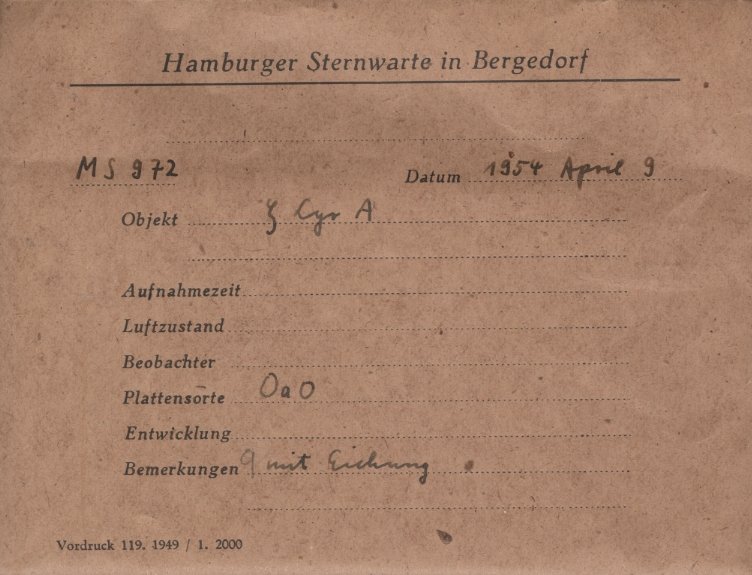 Hamburger Sternwarte in Bergedorf
MS 972 Datum 1954 April 9
Objekt ζ Cyg A
Aufnahmezeit
Luftzustand
Beobachter
Plattensorte OaO
Entwicklung
Bemerkungen 9 mit Eichung
Vordruck 119. 1949 / 1. 2000